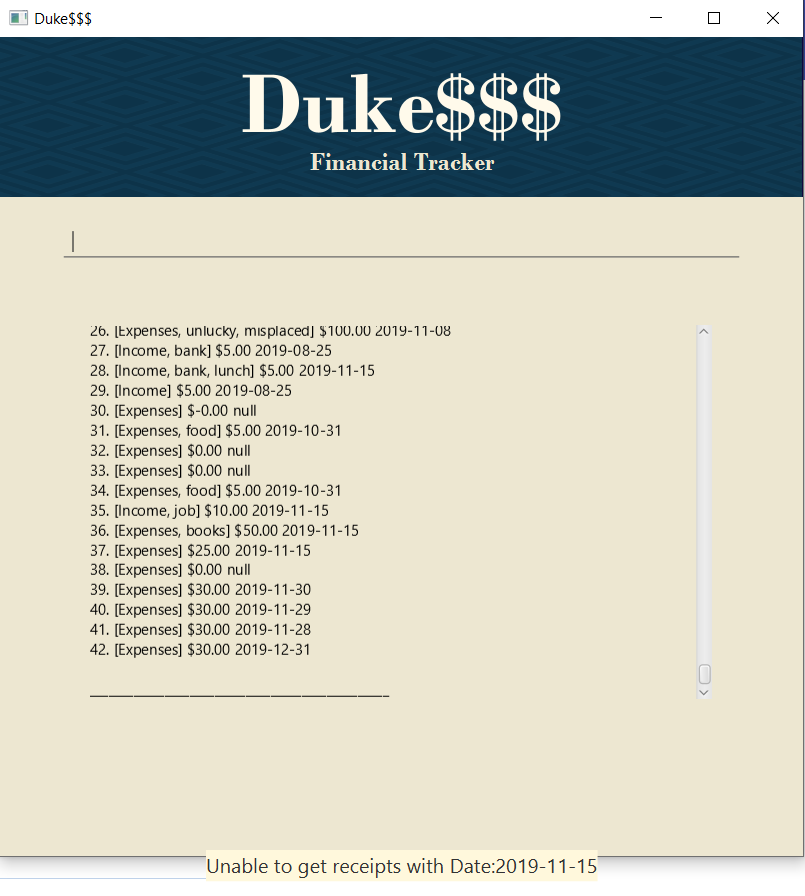 Duke$$$
Duke$$$
Financial Tracker
26. [Expenses, unlucky, misplaced] $100.00 2019-11-08
27. [Income, bank] $5.00 2019-08-25
28. [Income, bank, lunch] $5.00 2019-11-15
29. [Income] $5.00 2019-08-25
30. [Expenses] $-0.00 null
31. [Expenses, food] $5.00 2019-10-31
32. [Expenses] $0.00 null
33. [Expenses] $0.00 null
34. [Expenses, food] $5.00 2019-10-31
35. [Income, job] $10.00 2019-11-15
36. [Expenses, books] $50.00 2019-11-15
37. [Expenses] $25.00 2019-11-15
38. [Expenses] $0.00 null
39. [Expenses] $30.00 2019-11-30
40. [Expenses] $30.00 2019-11-29
41. [Expenses] $30.00 2019-11-28
42. [Expenses] $30.00 2019-12-31
Unable to get receipts with Date:2019-11-15